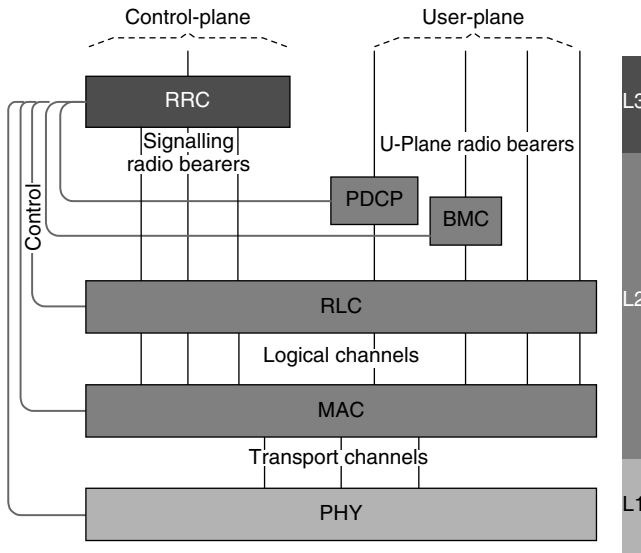 Control-plane
User-plane
RRC
L3
Signalling
radio bearers
U-Plane radio bearers
Control
PDCP
BMC
RLC
L2
Logical channels
MAC
Transport channels
PHY
L1